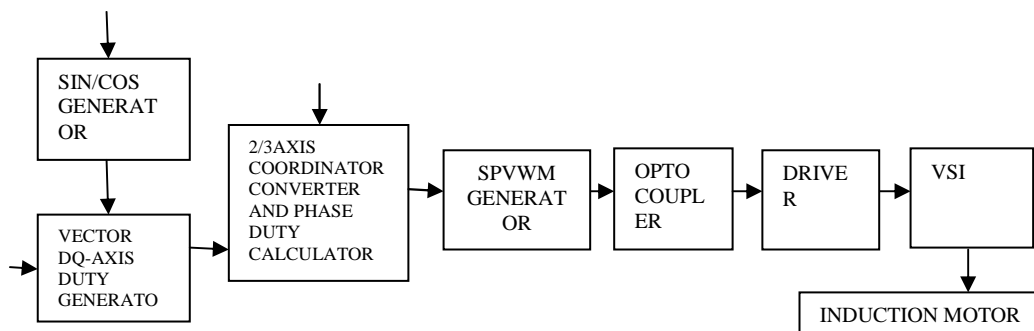 SIN/COS
GENERAT
OR
VECTOR
DQ-AXIS
DUTY
GENERATO
2/3AXIS
COORDINATOR
CONVERTER
AND PHASE
DUTY
CALCULATOR
SPVWM
GENERAT
OR
OPTO
COUPL
ER
DRIVE
R
VSI
INDUCTION MOTOR